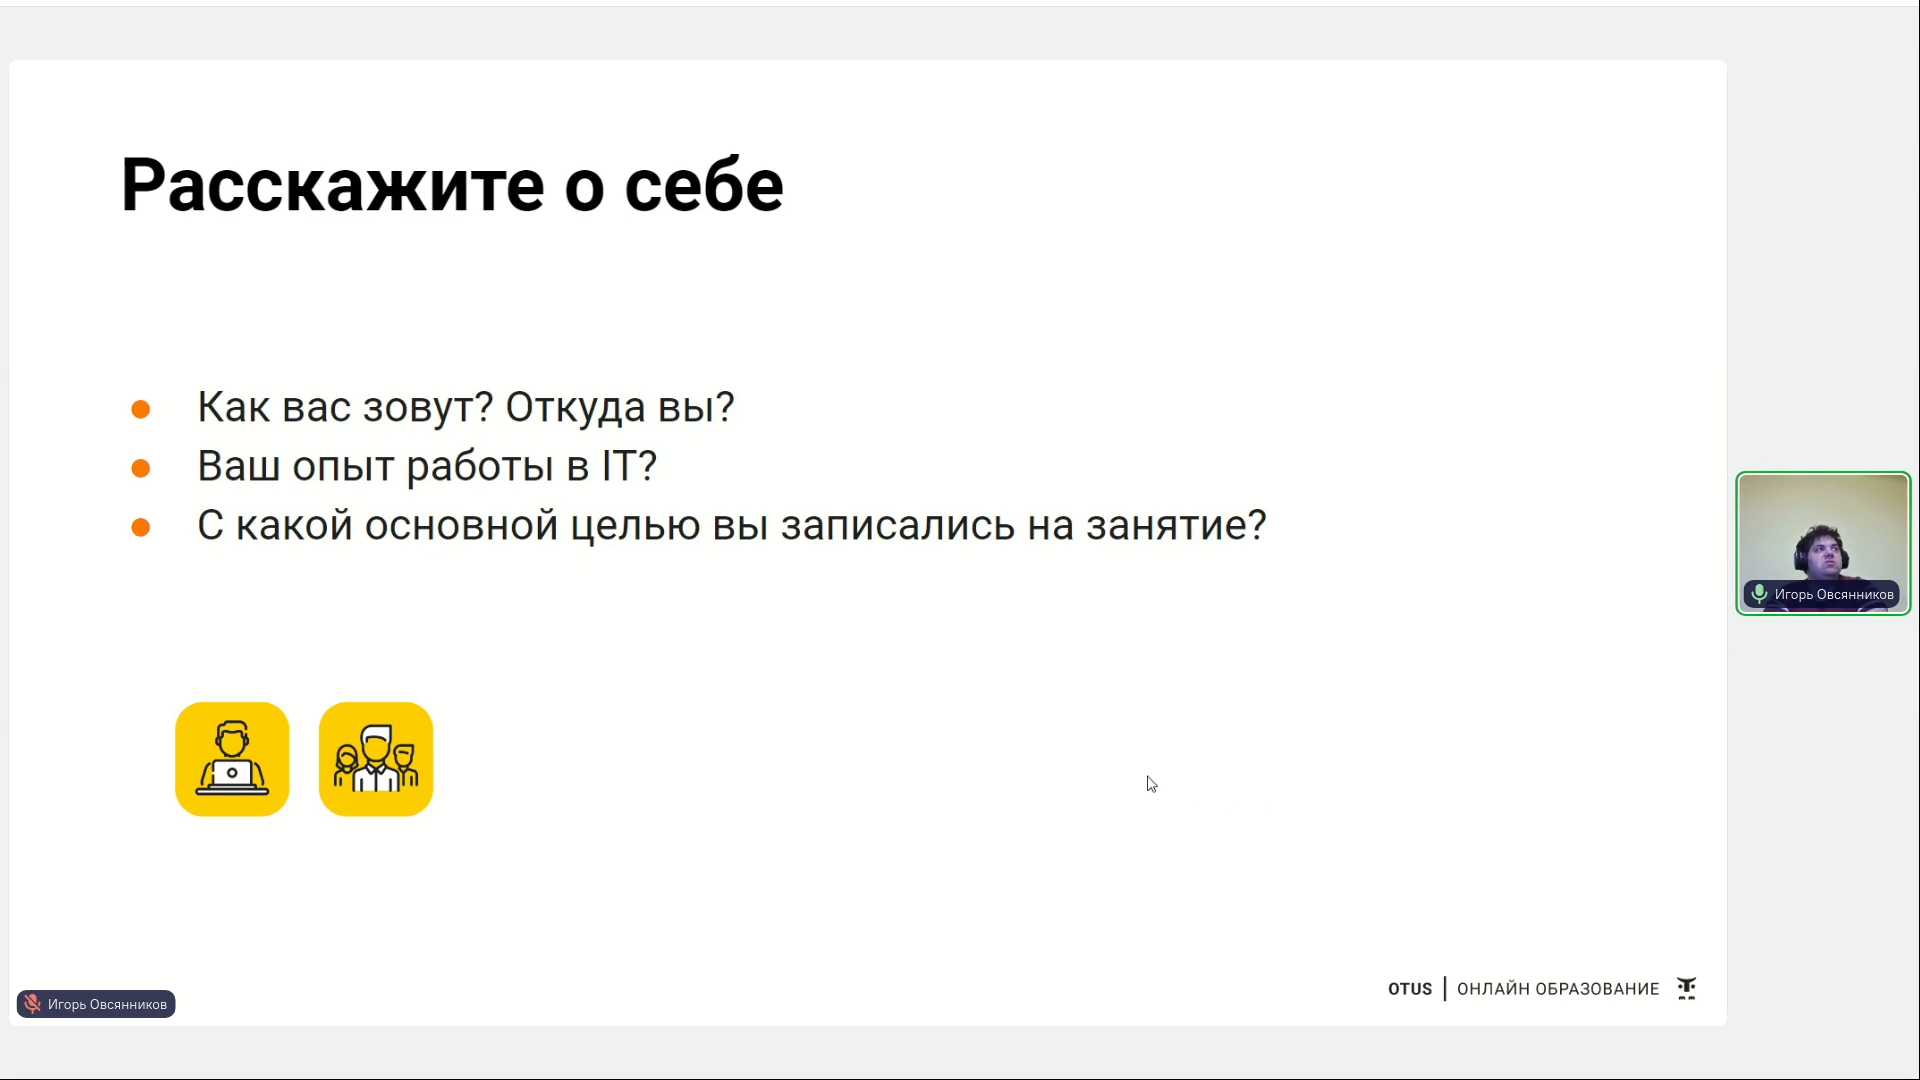 Расскажите о себе
Как вас зовут? Откуда вы?
Ваш опыт работы в IT?
С какой основной целью вы записались на занятие?
Игорь Овсянников
OTUS | ОНЛАЙН ОБРАЗОВАНИЕ
Игорь Овсянников